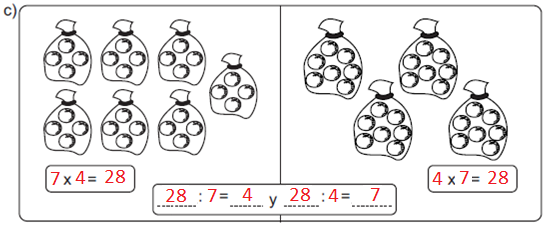 c)
7 x 4 = 28
4 x 7 = 28
28 : 7 = 4 y 28 : 4 = 7